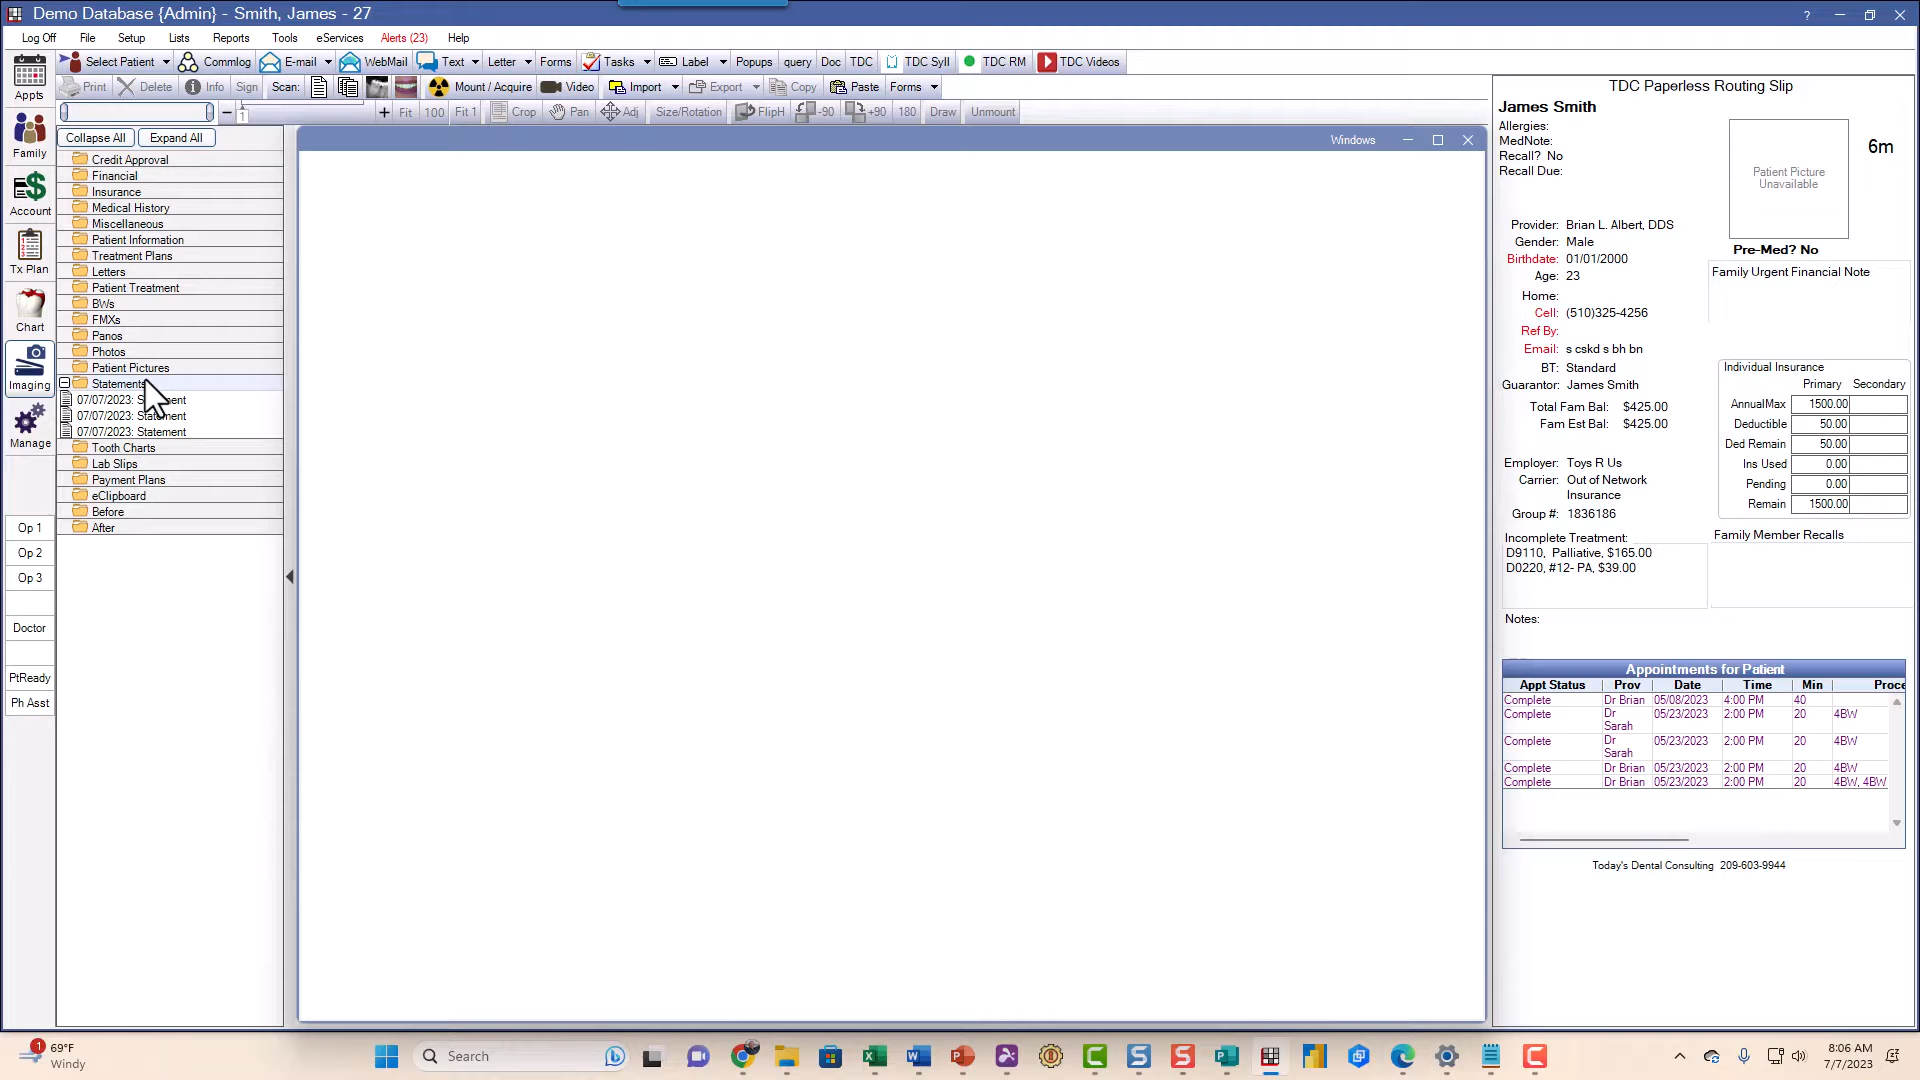 Demo Database {Admin} - Smith, James - 27
Log Off File Setup Lists Reports Tools eServices Alerts (23) Help
Select Patient Commlog E-mail WebMail Text Letter Forms Tasks Label Popups query Doc TDC TDC Syll TDC RM TDC Videos
Print Delete Info Sign Scan: Mount / Acquire Video Import Export Copy Paste Forms
1 Fit 100 Fit 1 Crop Pan Adj Size/Rotation FlipH -90 +90 180 Draw Unmount
Appts
Family
Account
Tx Plan
Chart
Imaging
Manage
Op 1
Op 2
Op 3
Doctor
PtReady
Ph Asst
Collapse All Expand All
Credit Approval
Financial
Insurance
Medical History
Miscellaneous
Patient Information
Treatment Plans
Letters
Patient Treatment
BWs
FMXs
Panos
Photos
Patient Pictures
Statements
07/07/2023: Statement
07/07/2023: Statement
07/07/2023: Statement
Tooth Charts
Lab Slips
Payment Plans
eClipboard
Before
After
Windows
TDC Paperless Routing Slip
James Smith
Allergies:
MedNote:
Recall? No
Recall Due:
Patient Picture
Unavailable
6m
Provider: Brian L. Albert, DDS
Gender: Male
Birthdate: 01/01/2000
Age: 23
Home:
Cell: (510)325-4256
Ref By:
Email: s cskd s bh bn
BT: Standard
Guarantor: James Smith
Total Fam Bal: $425.00
Fam Est Bal: $425.00
Employer: Toys R Us
Carrier: Out of Network
Insurance
Group #: 1836186
Pre-Med? No
Family Urgent Financial Note
Individual Insurance
Primary Secondary
AnnualMax 1500.00
Deductible 50.00
Ded Remain 50.00
Ins Used 0.00
Pending 0.00
Remain 1500.00
Incomplete Treatment:
D9110, Palliative, $165.00
D0220, #12- PA, $39.00
Family Member Recalls
Notes:
Appointments for Patient
Appt Status Prov Date Time Min Proce
Complete Dr Brian 05/08/2023 4:00 PM 40
Complete Dr Sarah 05/23/2023 2:00 PM 20 4BW
Complete Dr Sarah 05/23/2023 2:00 PM 20 4BW
Complete Dr Brian 05/23/2023 2:00 PM 20 4BW
Complete Dr Brian 05/23/2023 2:00 PM 20 4BW, 4BW
Today's Dental Consulting 209-603-9944
1
69°F
Windy
Search
8:06 AM
7/7/2023